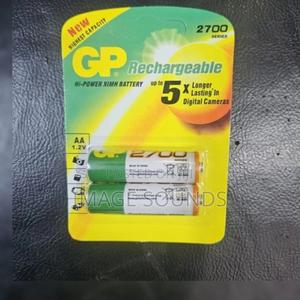 NEW
HIGHEST CAPACITY
2700
SERIES
GP Rechargeable
HI-POWER NIMH BATTERY
up to 5x Longer
Lasting In
Digital Cameras
AA
1.2V
GP 2700
IMAGE SOUNDS